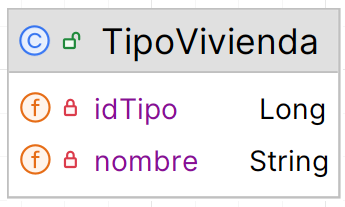 C TipoVivienda
f idTipo Long
f nombre String